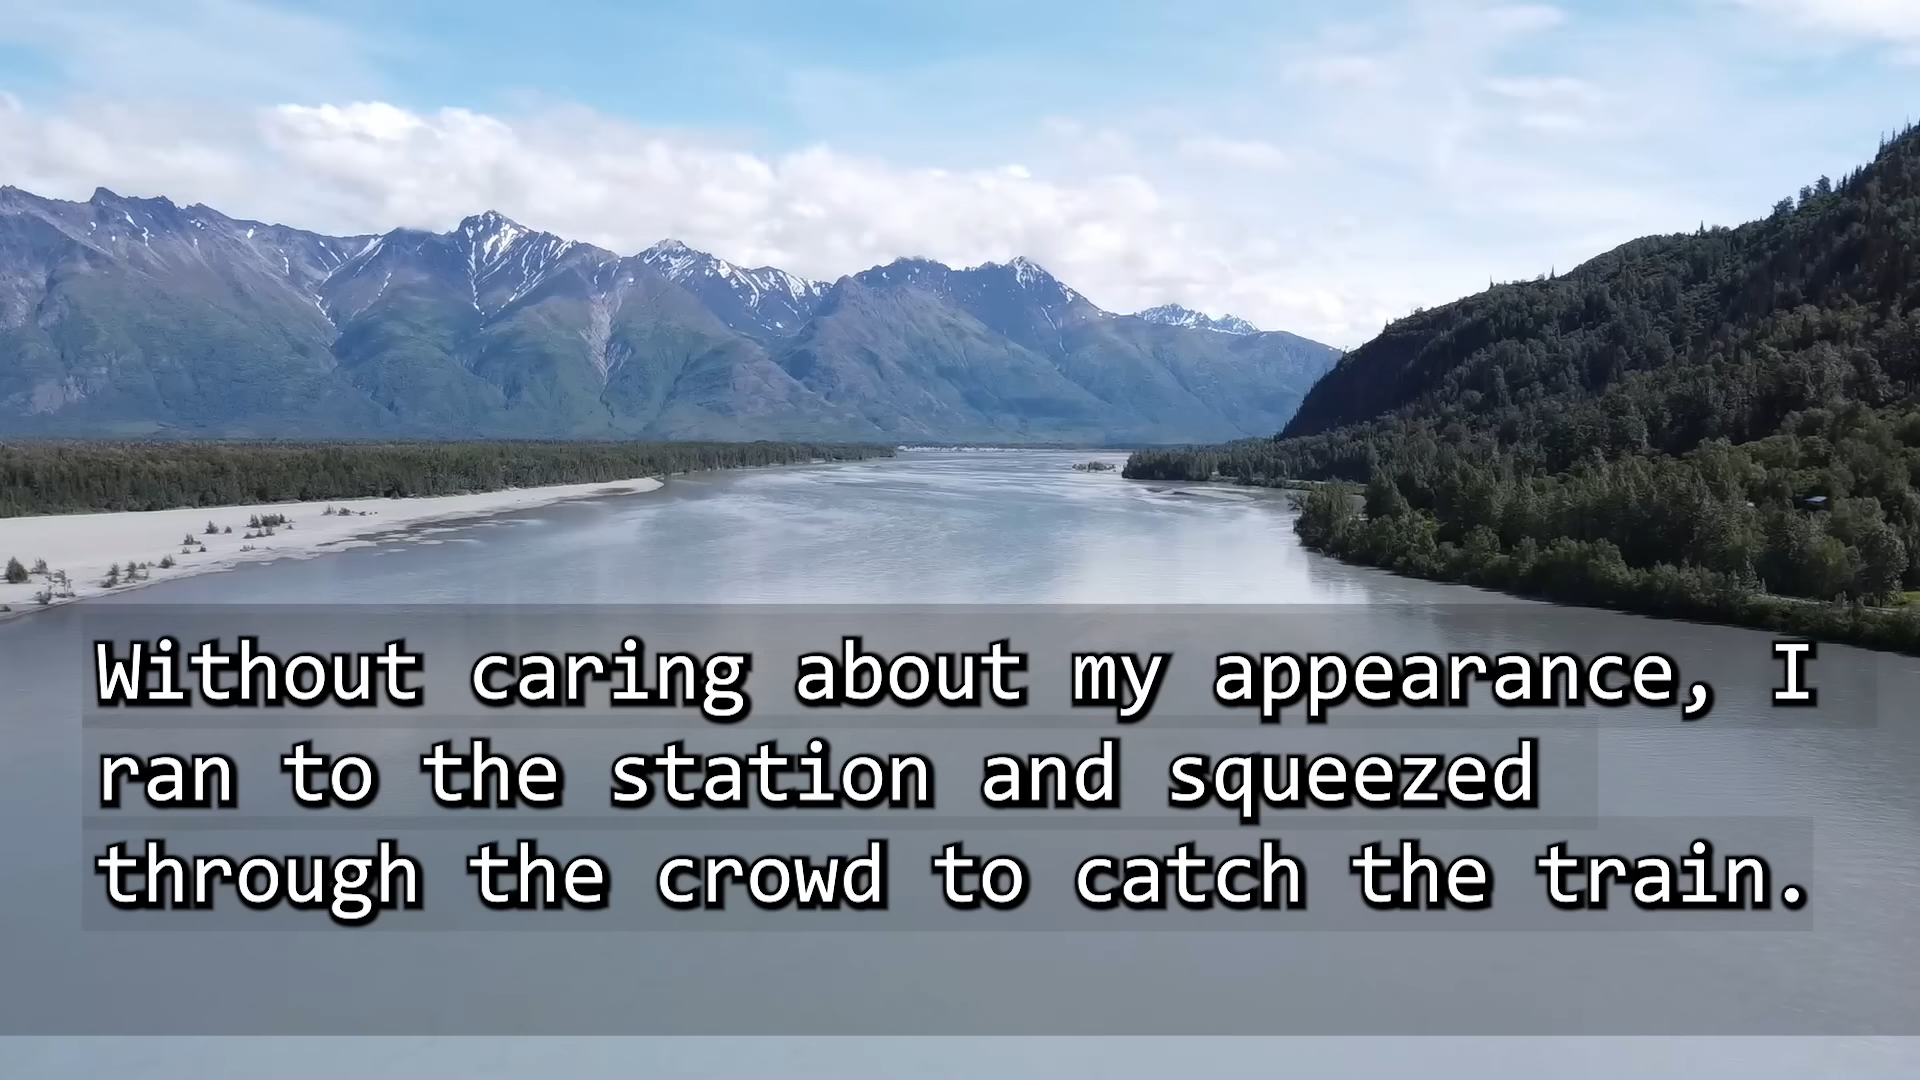 Without caring about my appearance, I
ran to the station and squeezed
through the crowd to catch the train.